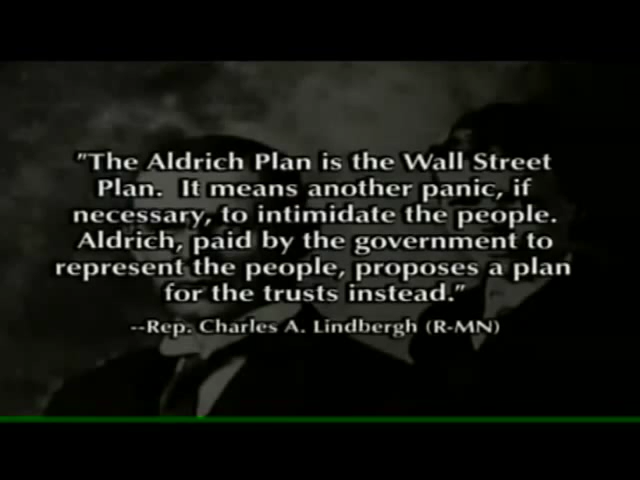 "The Aldrich Plan is the Wall Street
Plan. It means another panic, if
necessary, to intimidate the people.
Aldrich, paid by the government to
represent the people, proposes a plan
for the trusts instead."
--Rep. Charles A. Lindbergh (R-MN)